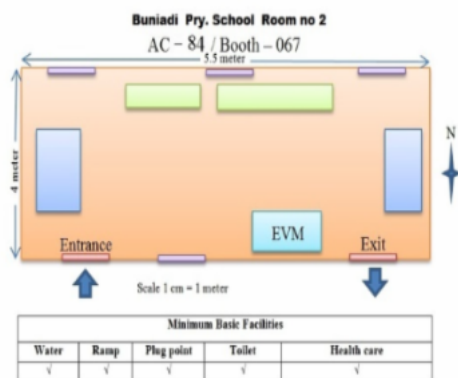 Buniadi Pry. School Room no 2
AC – 84 / Booth – 067
5.5 meter
4 meter
N
EVM
Entrance
Exit
Scale 1 cm = 1 meter
Minimum Basic Facilities
Water Ramp Plug point Toilet Health care
√ √ √ √ √